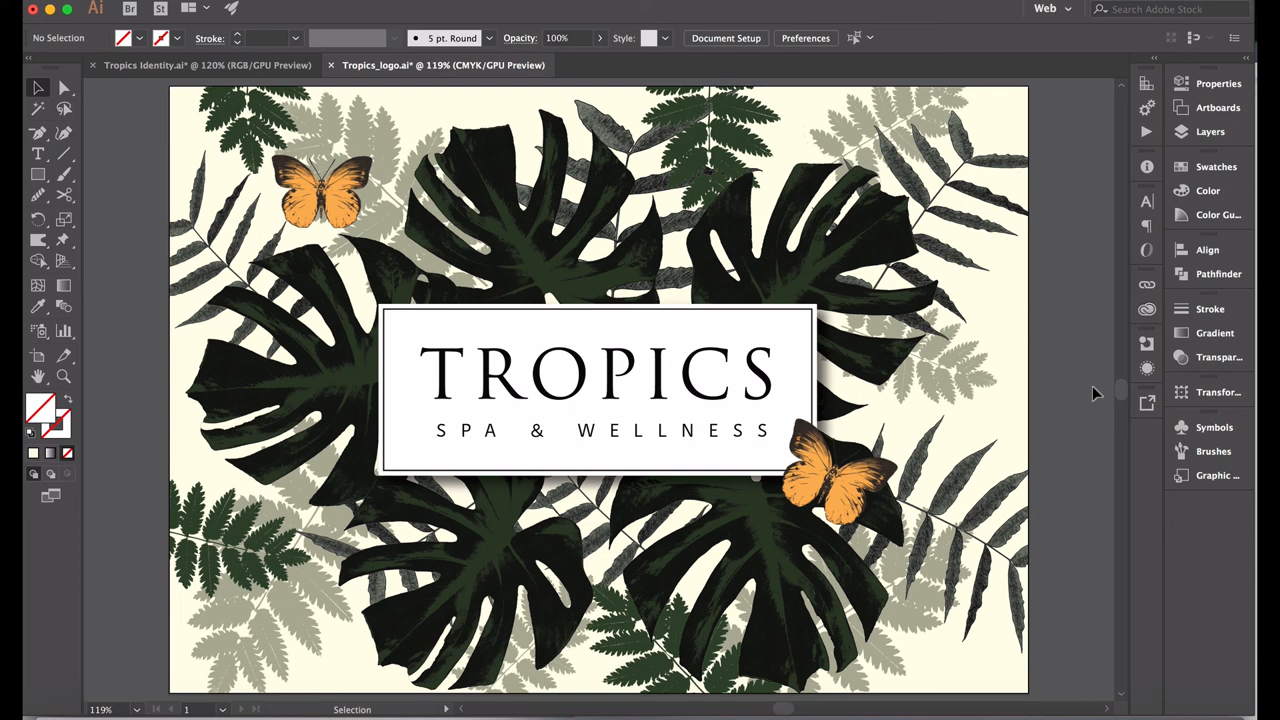 Ai Br St Web Search Adobe Stock
No Selection Stroke: 5 pt. Round Opacity: 100% Style: Document Setup Preferences
Tropics Identity.ai* @ 120% (RGB/GPU Preview) Tropics_logo.ai* @ 119% (CMYK/GPU Preview)
Properties
Artboards
Layers
Swatches
Color
Color Gu...
Align
Pathfinder
Stroke
Gradient
Transpar...
Transfor...
Symbols
Brushes
Graphic ...
TROPICS
SPA & WELLNESS
119% 1 Selection